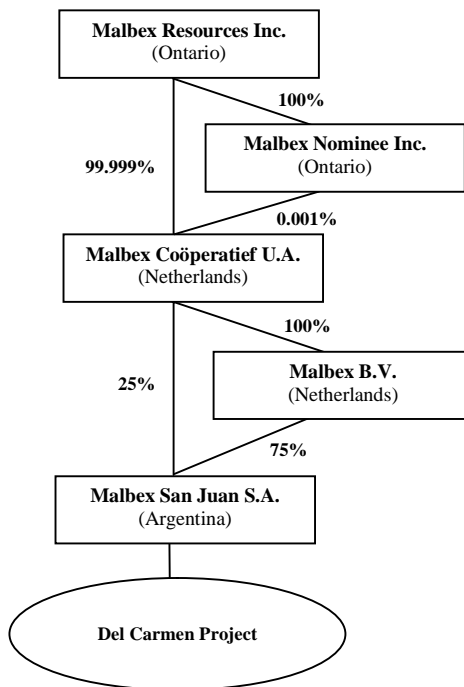 Malbex Resources Inc.
(Ontario)
100%
Malbex Nominee Inc.
(Ontario)
99.999%
0.001%
Malbex Coöperatief U.A.
(Netherlands)
100%
Malbex B.V.
(Netherlands)
25%
75%
Malbex San Juan S.A.
(Argentina)
Del Carmen Project